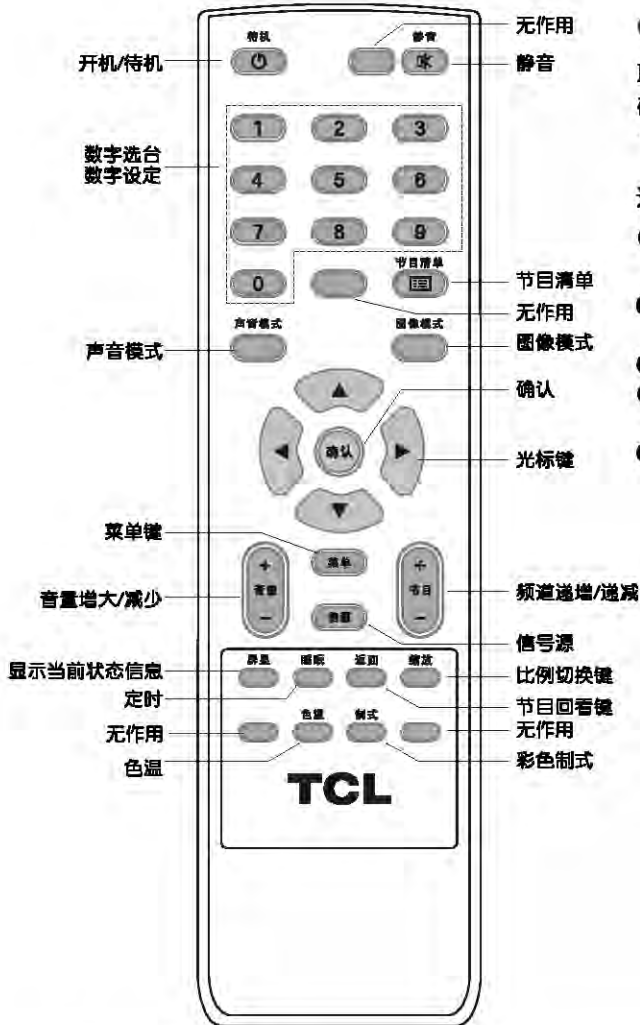 待机
静音
无作用
开机/待机
静音
1 2 3
数字选台
数字设定
4 5 6
7 8 9
节目清单
0
节目清单
无作用
声音模式
图像模式
声音模式
图像模式
确认
确认
光标键
菜单键
菜单
+
音量
-
+
节目
-
音量增大/减少
频道递增/递减
信号源
屏显 睡眠 返回 缩放
显示当前状态信息
比例切换键
定时
节目回看键
无作用
色温 制式
无作用
色温
彩色制式
TCL